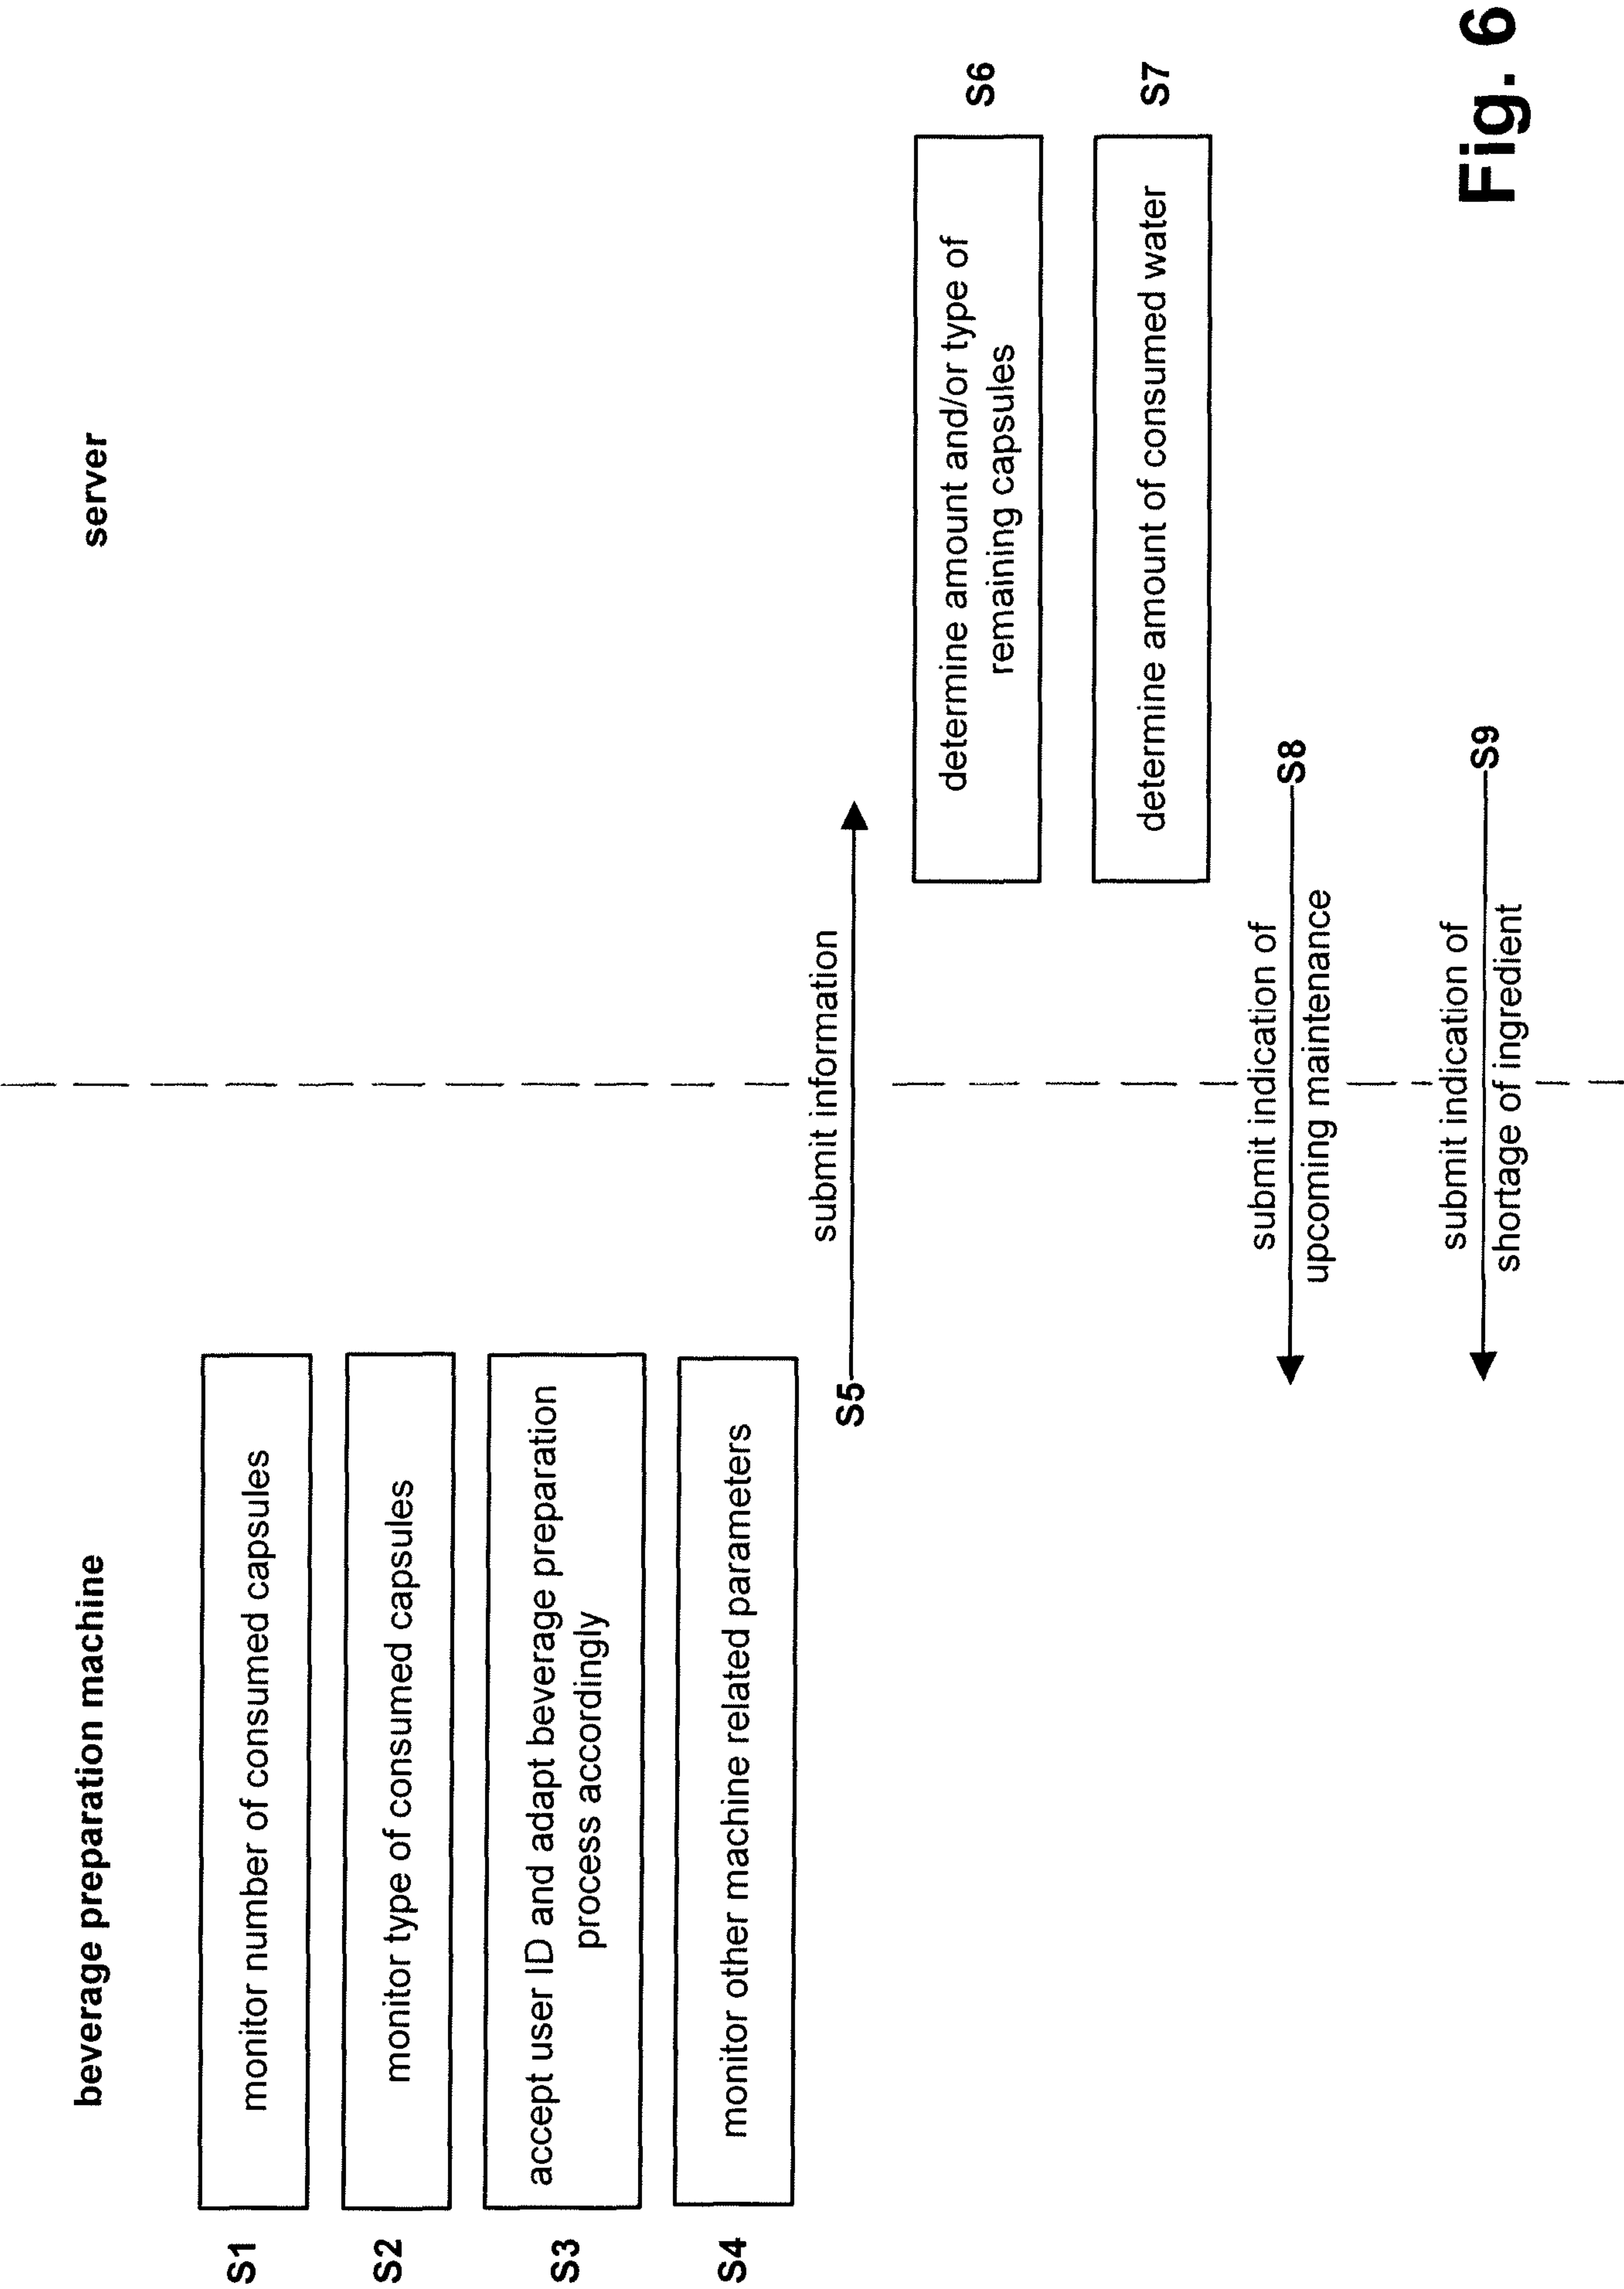 beverage preparation machine
server
S1
monitor number of consumed capsules
S2
monitor type of consumed capsules
S3
accept user ID and adapt beverage preparation
process accordingly
S4
monitor other machine related parameters
submit information
S5
determine amount and/or type of
remaining capsules
S6
determine amount of consumed water
S7
submit indication of
S8
upcoming maintenance
submit indication of
S9
shortage of ingredient
Fig. 6